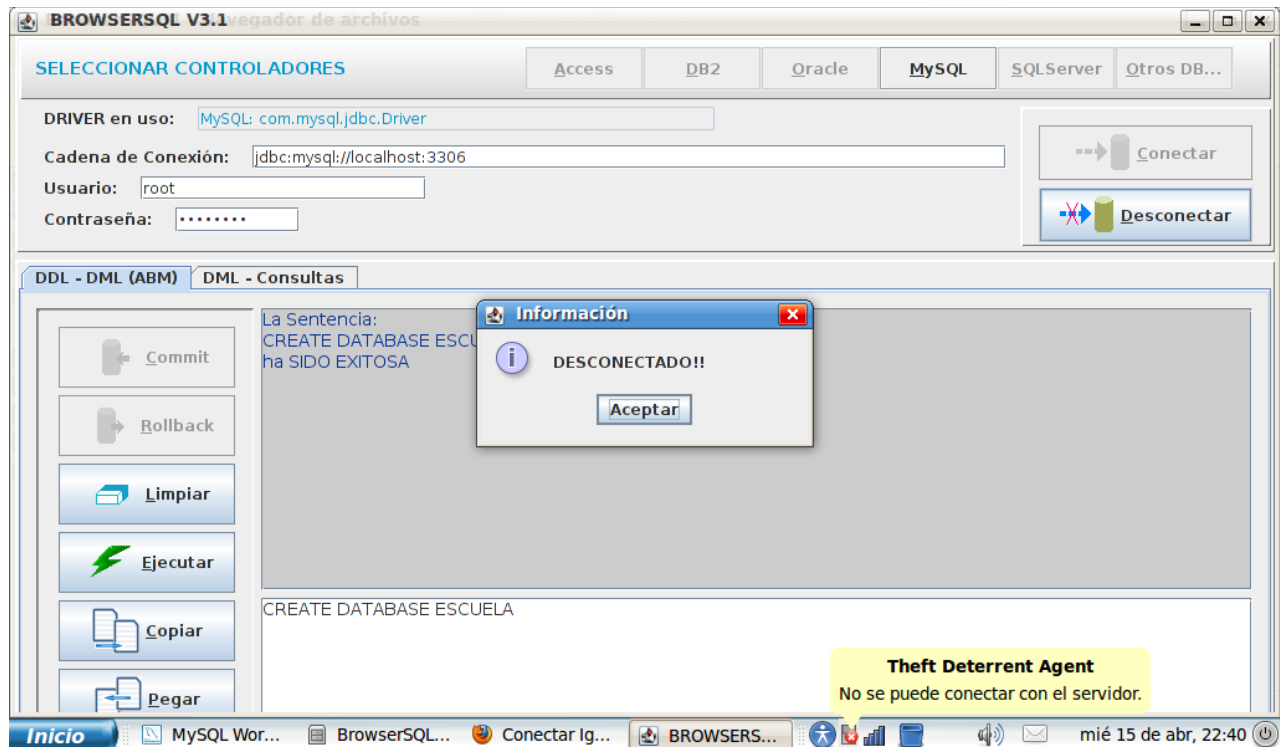 BROWSERSQL V3.1vegador de archivos
SELECCIONAR CONTROLADORES
Access
DB2
Oracle
MySQL
SQLServer
Otros DB...
DRIVER en uso: MySQL: com.mysql.jdbc.Driver
Cadena de Conexión: jdbc:mysql://localhost:3306
Usuario: root
Contraseña: ••••••••
Conectar
Desconectar
DDL - DML (ABM)
DML - Consultas
Commit
Rollback
Limpiar
Ejecutar
Copiar
Pegar
La Sentencia:
CREATE DATABASE ESCU
ha SIDO EXITOSA
Información
DESCONECTADO!!
Aceptar
CREATE DATABASE ESCUELA
Theft Deterrent Agent
No se puede conectar con el servidor.
Inicio
MySQL Wor...
BrowserSQL...
Conectar Ig...
BROWSERS...
mié 15 de abr, 22:40